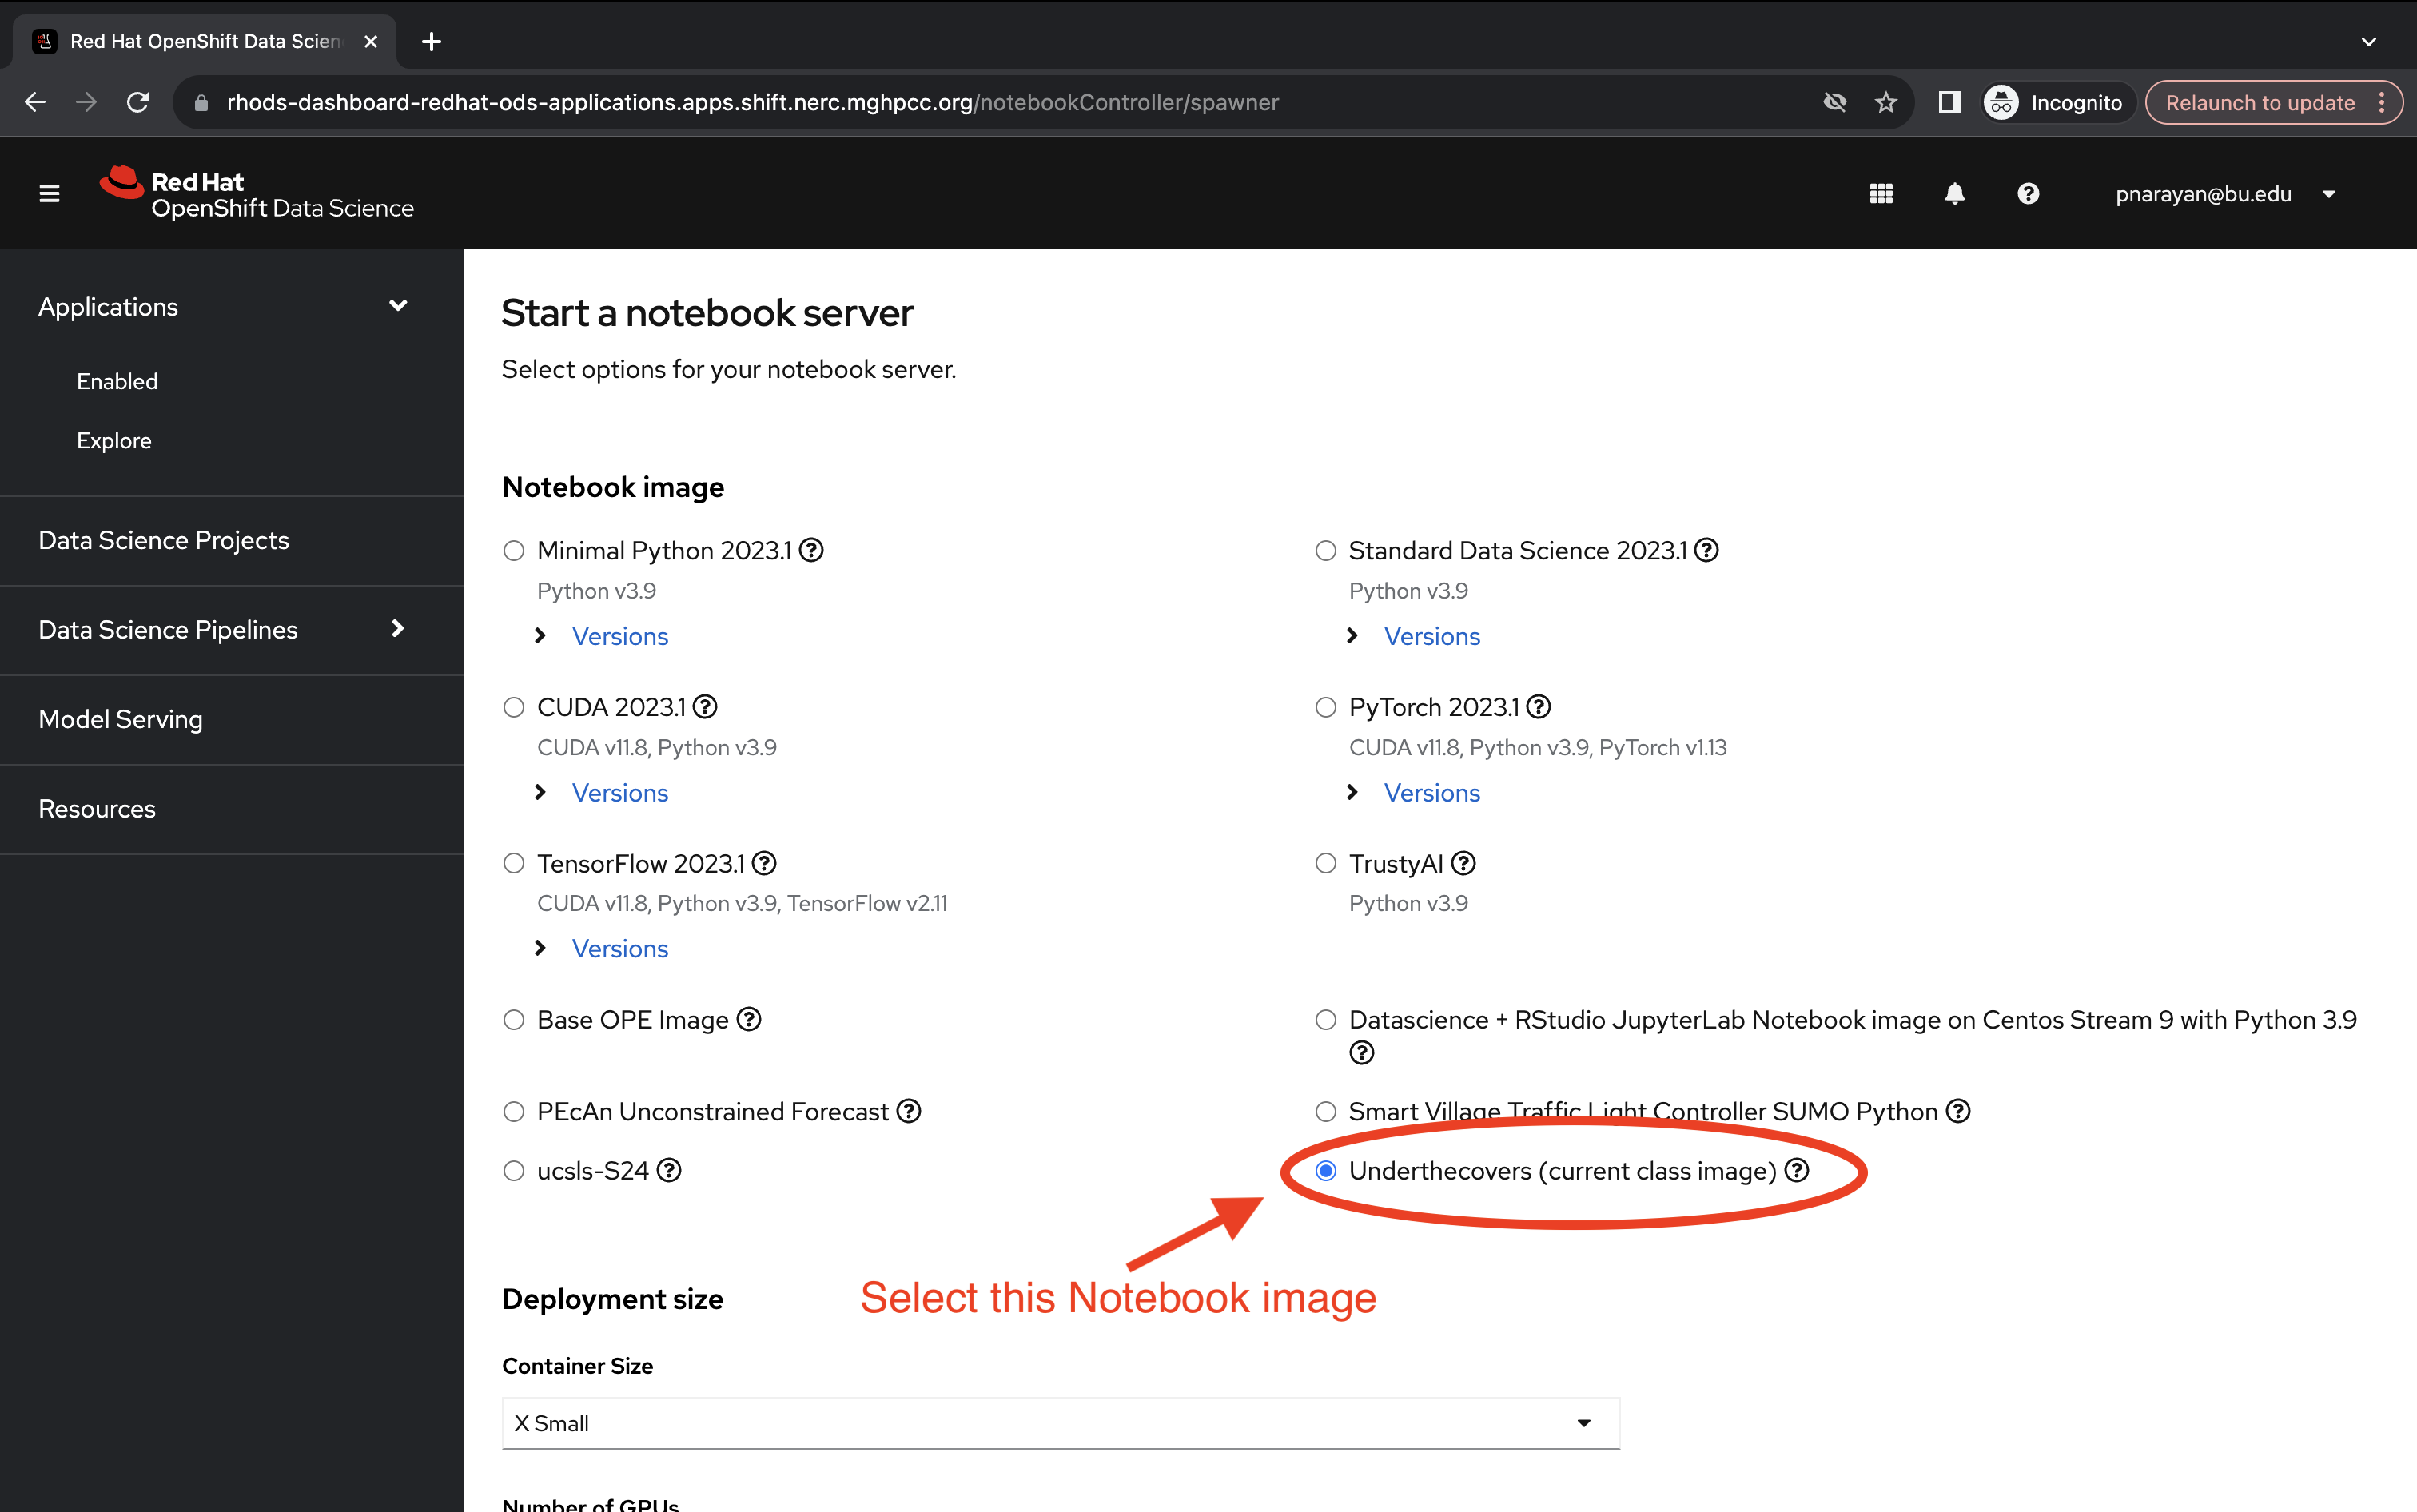 Red Hat OpenShift Data Scien
rhods-dashboard-redhat-ods-applications.apps.shift.nerc.mghpcc.org/notebookController/spawner
Incognito
Relaunch to update
Red Hat
OpenShift Data Science
pnarayan@bu.edu
Applications
Enabled
Explore
Data Science Projects
Data Science Pipelines
Model Serving
Resources
Start a notebook server
Select options for your notebook server.
Notebook image
Minimal Python 2023.1
Python v3.9
Versions
Standard Data Science 2023.1
Python v3.9
Versions
CUDA 2023.1
CUDA v11.8, Python v3.9
Versions
PyTorch 2023.1
CUDA v11.8, Python v3.9, PyTorch v1.13
Versions
TensorFlow 2023.1
CUDA v11.8, Python v3.9, TensorFlow v2.11
Versions
TrustyAI
Python v3.9
Base OPE Image
Datascience + RStudio JupyterLab Notebook image on Centos Stream 9 with Python 3.9
PEcAn Unconstrained Forecast
Smart Village Traffic Light Controller SUMO Python
ucsls-S24
Underthecovers (current class image)
Select this Notebook image
Deployment size
Container Size
X Small
Number of GPUs